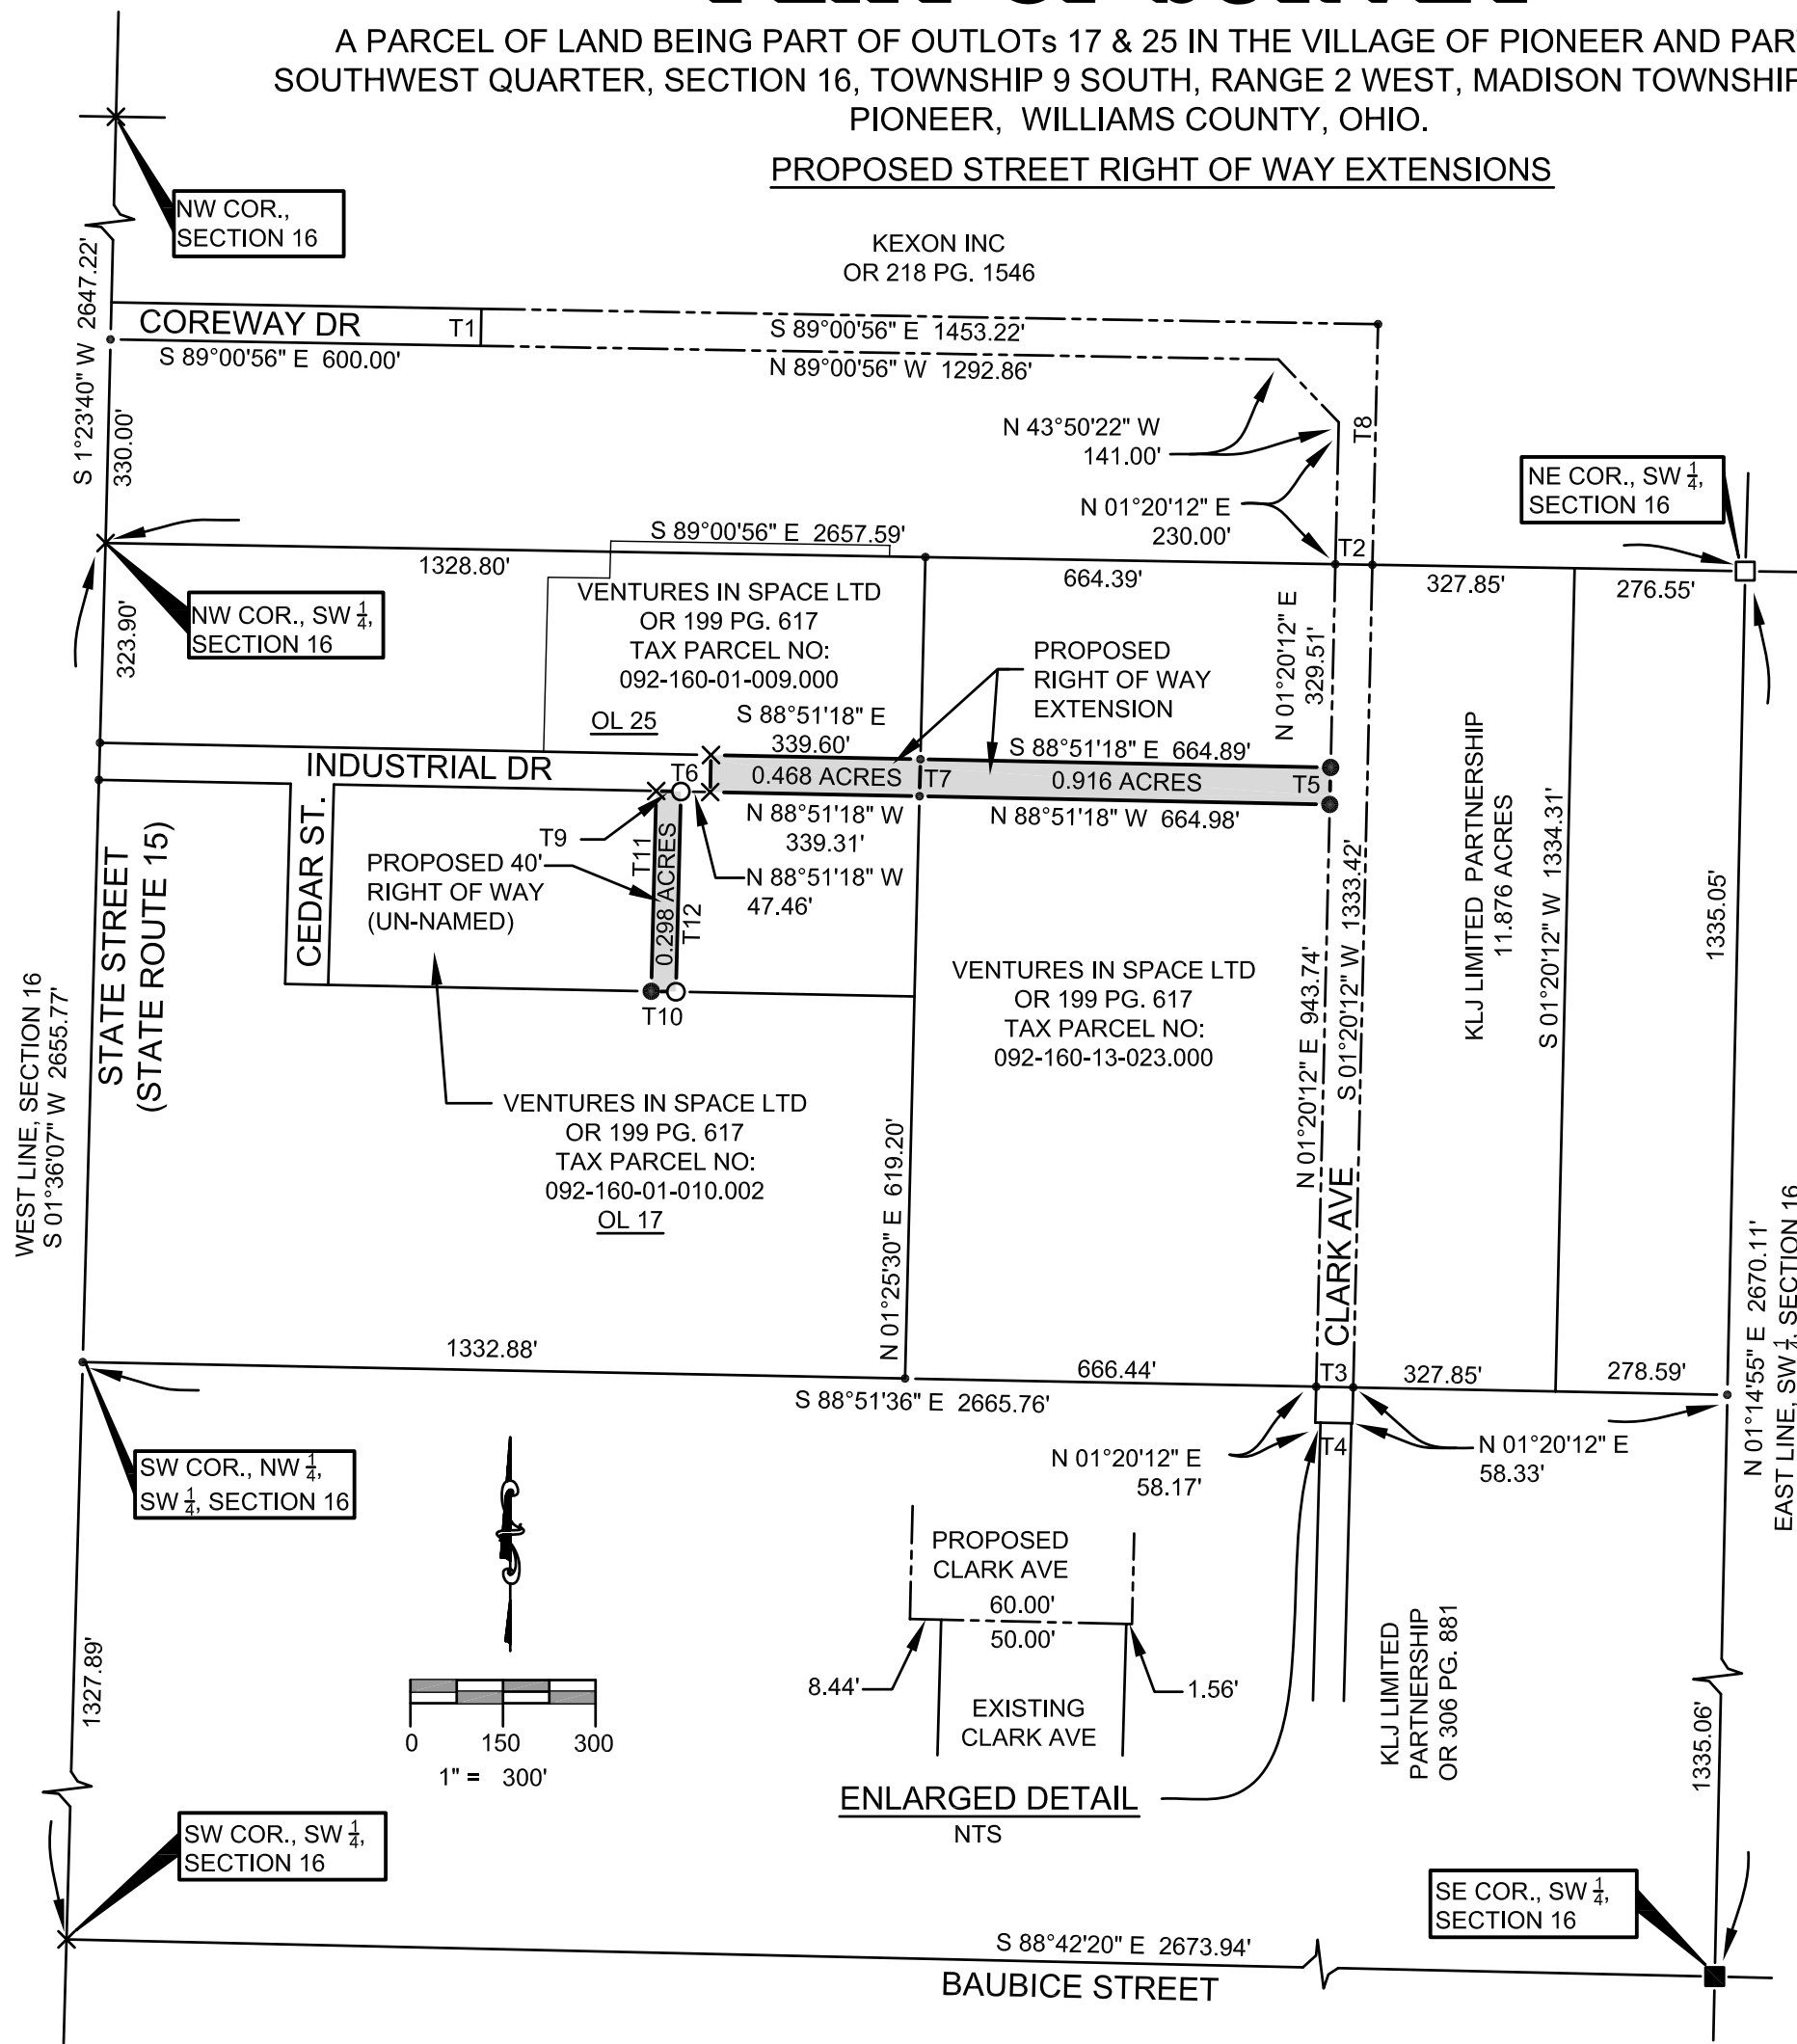 A PARCEL OF LAND BEING PART OF OUTLOTs 17 & 25 IN THE VILLAGE OF PIONEER AND
SOUTHWEST QUARTER, SECTION 16, TOWNSHIP 9 SOUTH, RANGE 2 WEST, MADISON TOWNSHIP
PIONEER, WILLIAMS COUNTY, OHIO.
PROPOSED STREET RIGHT OF WAY EXTENSIONS
NW COR.,
SECTION 16
KEXON INC
OR 218 PG. 1546
S 1°23'40" W 2647.22'
330.00'
COREWAY DR
T1
S 89°00'56" E 600.00'
S 89°00'56" E 1453.22'
N 89°00'56" W 1292.86'
N 43°50'22" W
141.00'
T8
N 01°20'12" E
230.00'
NE COR., SW 1/4,
SECTION 16
S 89°00'56" E 2657.59'
1328.80'
664.39'
T2
327.85'
276.55'
NW COR., SW 1/4,
SECTION 16
323.90'
VENTURES IN SPACE LTD
OR 199 PG. 617
TAX PARCEL NO:
092-160-01-009.000
OL 25
PROPOSED
RIGHT OF WAY
EXTENSION
N 01°20'12" E
329.51'
S 88°51'18" E
339.60'
S 88°51'18" E 664.89'
INDUSTRIAL DR
T6
0.468 ACRES
T7
0.916 ACRES
T5
N 88°51'18" W
339.31'
N 88°51'18" W 664.98'
N 88°51'18" W
47.46'
T9
T11
0.298 ACRES
T12
T10
PROPOSED 40'
RIGHT OF WAY
(UN-NAMED)
CEDAR ST.
STATE STREET
(STATE ROUTE 15)
WEST LINE, SECTION 16
S 01°36'07" W 2655.77'
VENTURES IN SPACE LTD
OR 199 PG. 617
TAX PARCEL NO:
092-160-13-023.000
VENTURES IN SPACE LTD
OR 199 PG. 617
TAX PARCEL NO:
092-160-01-010.002
OL 17
N 01°25'30" E 619.20'
N 01°20'12" E 943.74'
S 01°20'12" W 1333.42'
CLARK AVE
KLJ LIMITED PARTNERSHIP
11.876 ACRES
S 01°20'12" W 1334.31'
1335.05'
N 01°14'55" E 2670.11'
EAST LINE, SW 1/4, SECTION 16
1332.88'
666.44'
T3
327.85'
278.59'
S 88°51'36" E 2665.76'
SW COR., NW 1/4,
SW 1/4, SECTION 16
N 01°20'12" E
58.17'
T4
N 01°20'12" E
58.33'
PROPOSED
CLARK AVE
60.00'
50.00'
8.44'
1.56'
EXISTING
CLARK AVE
ENLARGED DETAIL
NTS
KLJ LIMITED
PARTNERSHIP
OR 306 PG. 881
1327.89'
1335.06'
0 150 300
1" = 300'
SW COR., SW 1/4,
SECTION 16
SE COR., SW 1/4,
SECTION 16
S 88°42'20" E 2673.94'
BAUBICE STREET